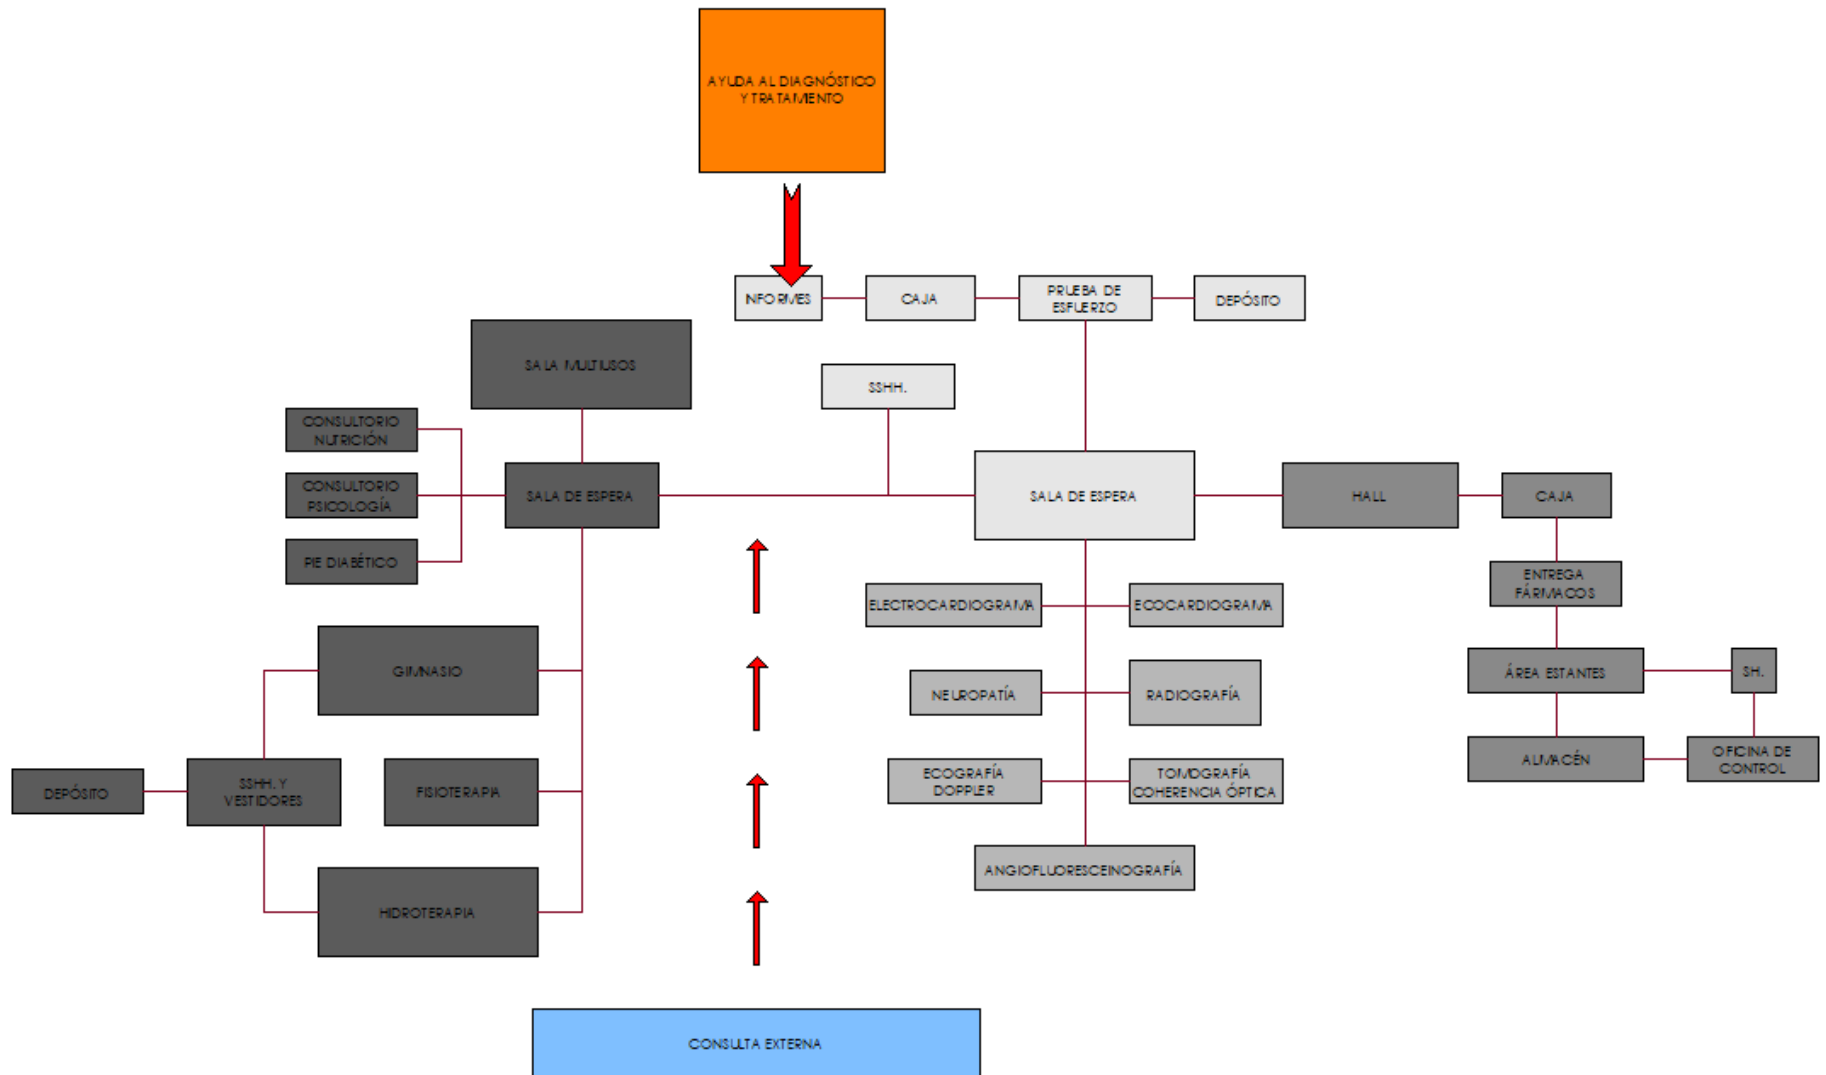 AYUDA AL DIAGNÓSTICO
Y TRATAMIENTO
INFORMES
CAJA
PRUEBA DE
ESFUERZO
DEPÓSITO
SALA MULTIUSOS
SSHH.
CONSULTORIO
NUTRICIÓN
CONSULTORIO
PSICOLOGÍA
PIE DIABÉTICO
SALA DE ESPERA
SALA DE ESPERA
HALL
CAJA
ENTREGA
FÁRMACOS
ELECTROCARDIOGRAMA
ECOCARDIOGRAMA
GIMNASIO
NEUROPATÍA
RADIOGRAFÍA
ÁREA ESTANTES
SH.
DEPÓSITO
SSHH. Y
VESTIDORES
FISIOTERAPIA
ECOGRAFÍA
DOPPLER
TOMOGRAFÍA
COHERENCIA ÓPTICA
ALMACÉN
OFICINA DE
CONTROL
HIDROTERAPIA
ANGIOFLUORESCEINOGRAFÍA
CONSULTA EXTERNA